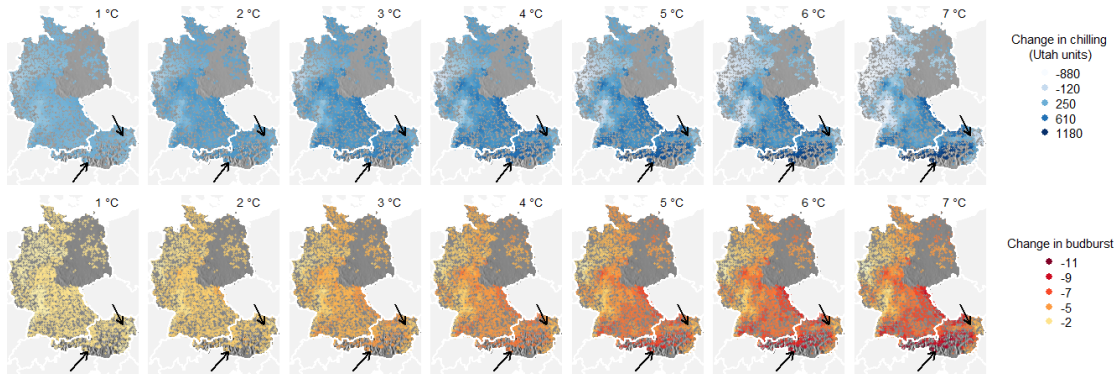 1 °C
2 °C
3 °C
4 °C
5 °C
6 °C
7 °C
Change in chilling
(Utah units)
-880
-120
250
610
1180
1 °C
2 °C
3 °C
4 °C
5 °C
6 °C
7 °C
Change in budburst
-11
-9
-7
-5
-2